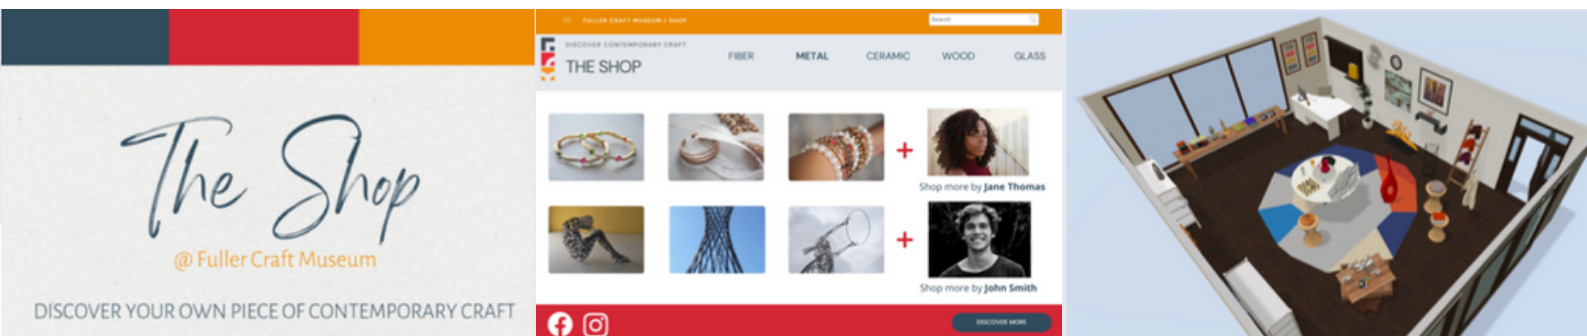 The Shop
@ Fuller Craft Museum
DISCOVER YOUR OWN PIECE OF CONTEMPORARY CRAFT
FULLER CRAFT MUSEUM / SHOP
Search
DISCOVER CONTEMPORARY CRAFT
THE SHOP
FIBER
METAL
CERAMIC
WOOD
GLASS
Shop more by Jane Thomas
Shop more by John Smith
DISCOVER MORE